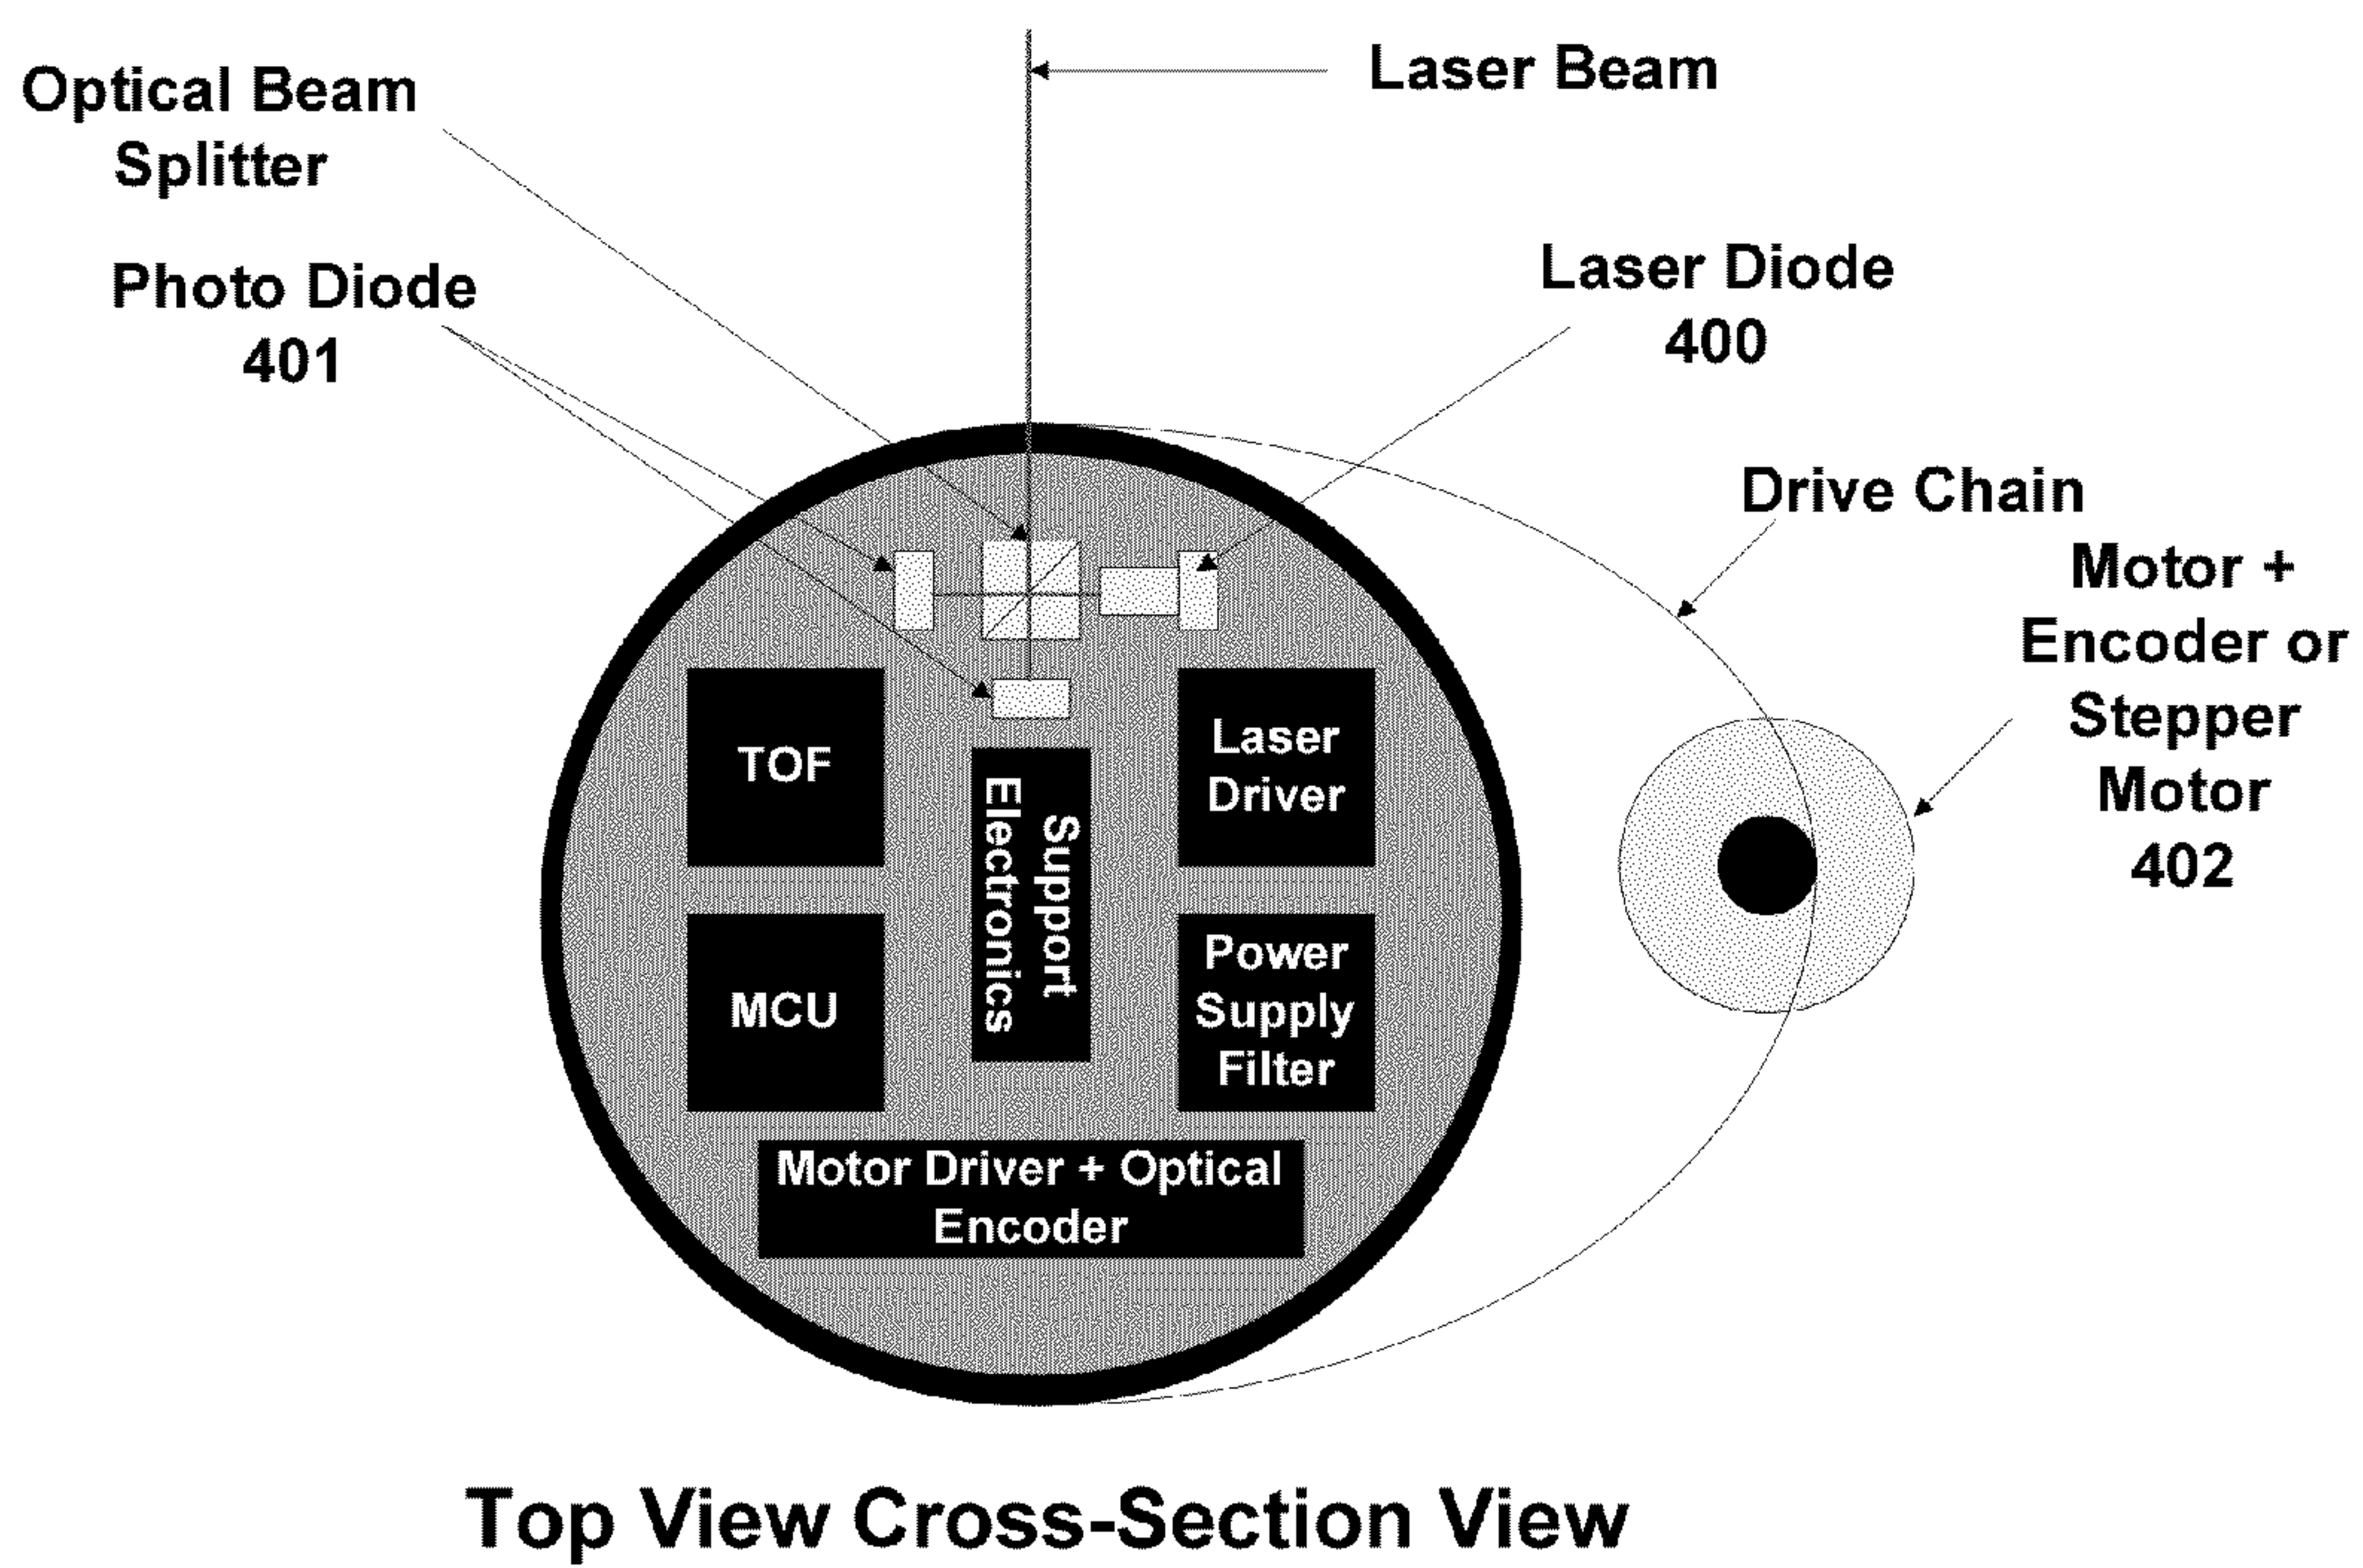 Optical Beam
Splitter
Laser Beam
Photo Diode
401
Laser Diode
400
Drive Chain
Motor +
Encoder or
Stepper
Motor
402
TOF
Support
Electronics
Laser
Driver
MCU
Power
Supply
Filter
Motor Driver + Optical
Encoder
Top View Cross-Section View